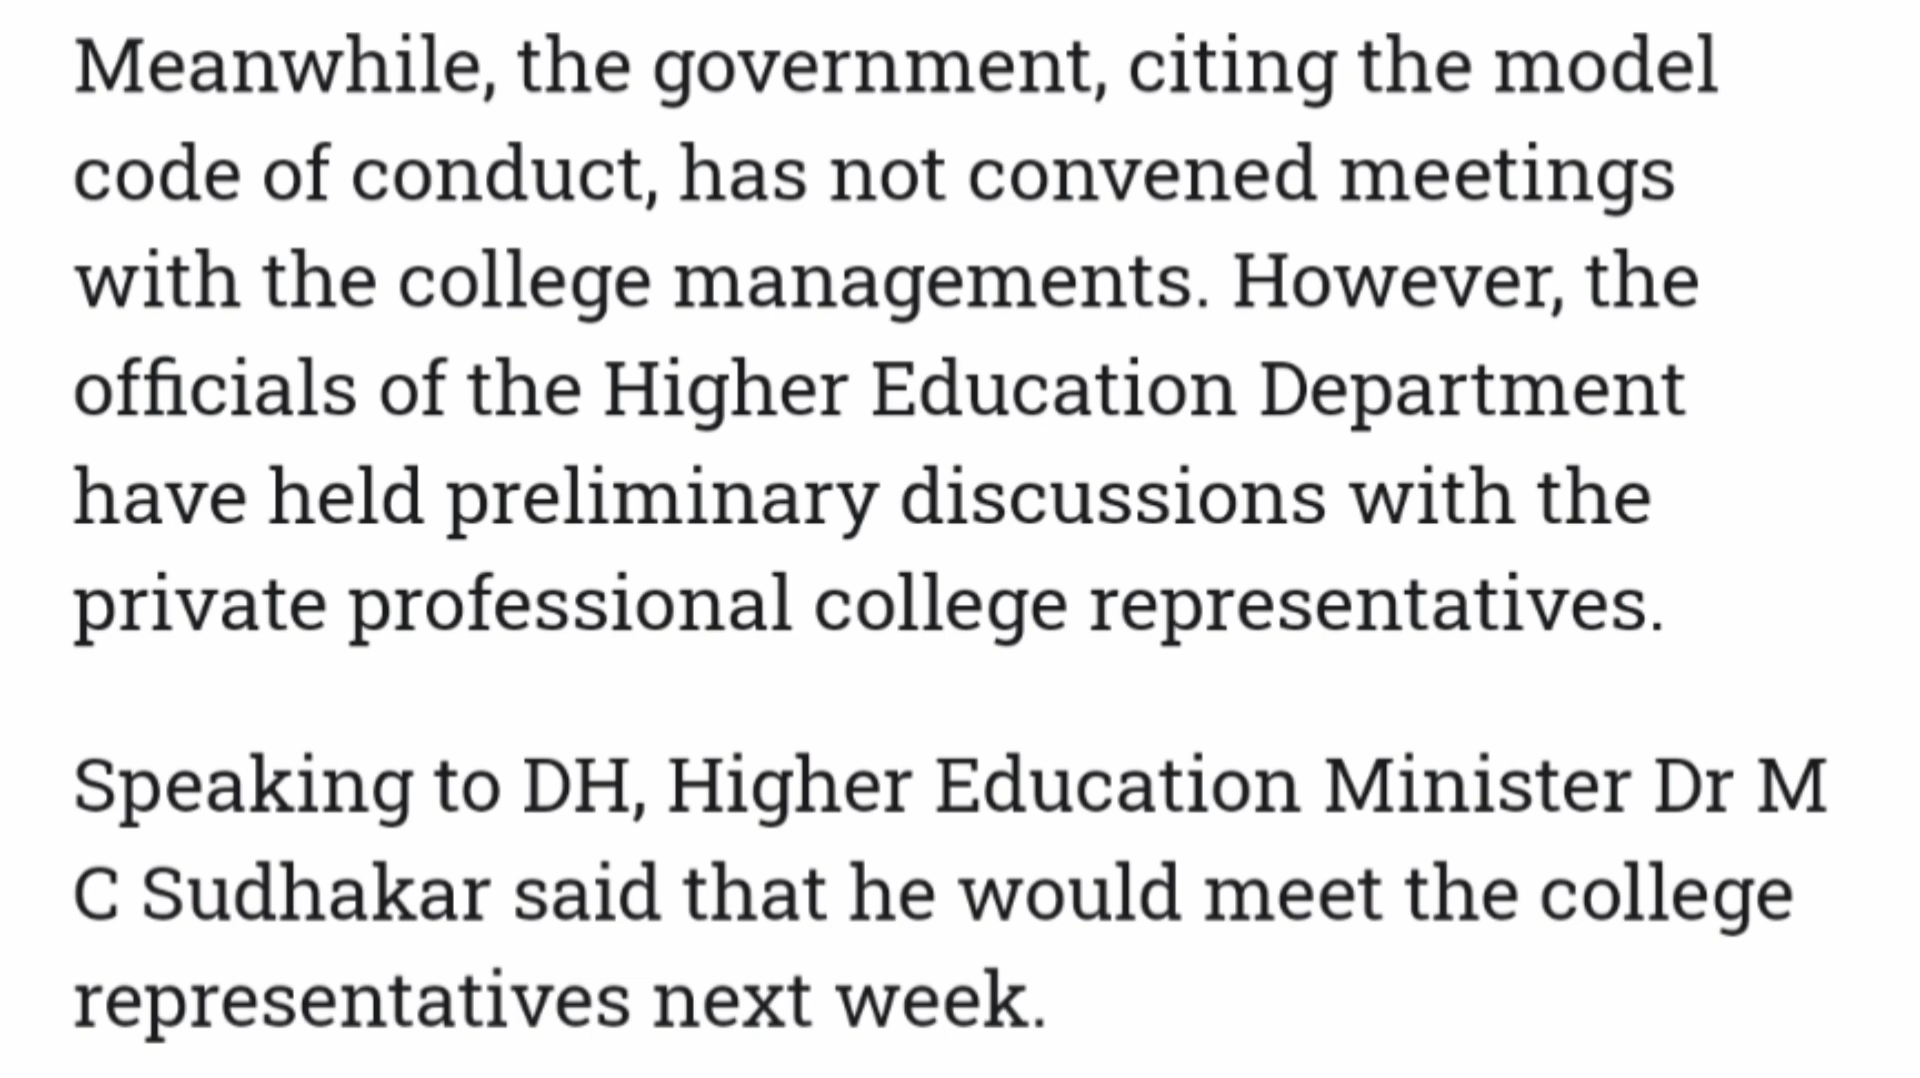 Meanwhile, the government, citing the model
code of conduct, has not convened meetings
with the college managements. However, the
officials of the Higher Education Department
have held preliminary discussions with the
private professional college representatives.
Speaking to DH, Higher Education Minister Dr M
C Sudhakar said that he would meet the college
representatives next week.